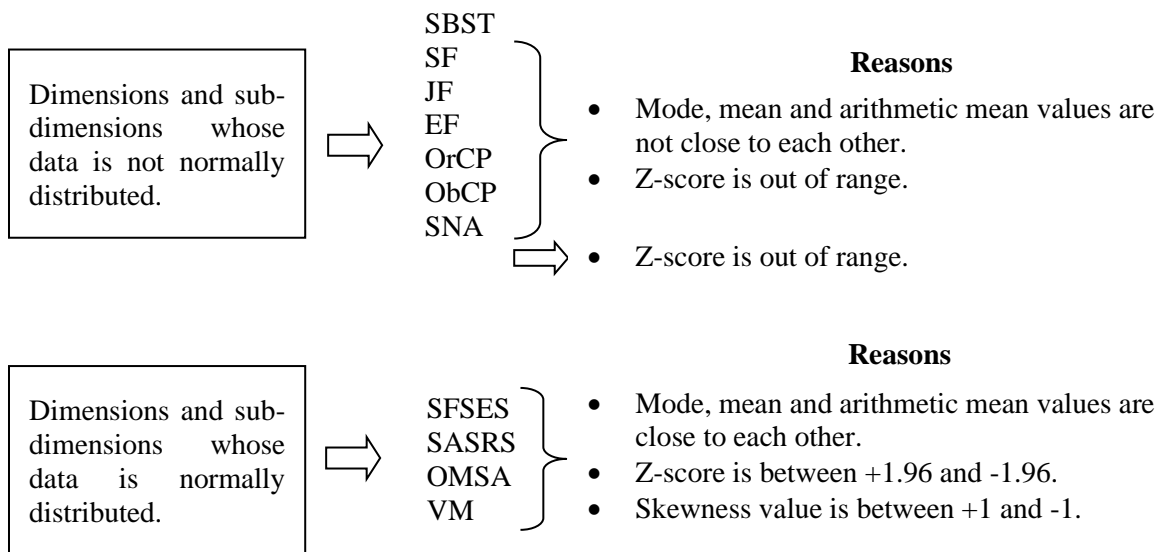 Dimensions and sub-
dimensions whose
data is not normally
distributed.
SBST
SF
JF
EF
OrCP
ObCP
SNA
Reasons
• Mode, mean and arithmetic mean values are
not close to each other.
• Z-score is out of range.
• Z-score is out of range.
Dimensions and sub-
dimensions whose
data is normally
distributed.
SFSES
SASRS
OMSA
VM
Reasons
• Mode, mean and arithmetic mean values are
close to each other.
• Z-score is between +1.96 and -1.96.
• Skewness value is between +1 and -1.